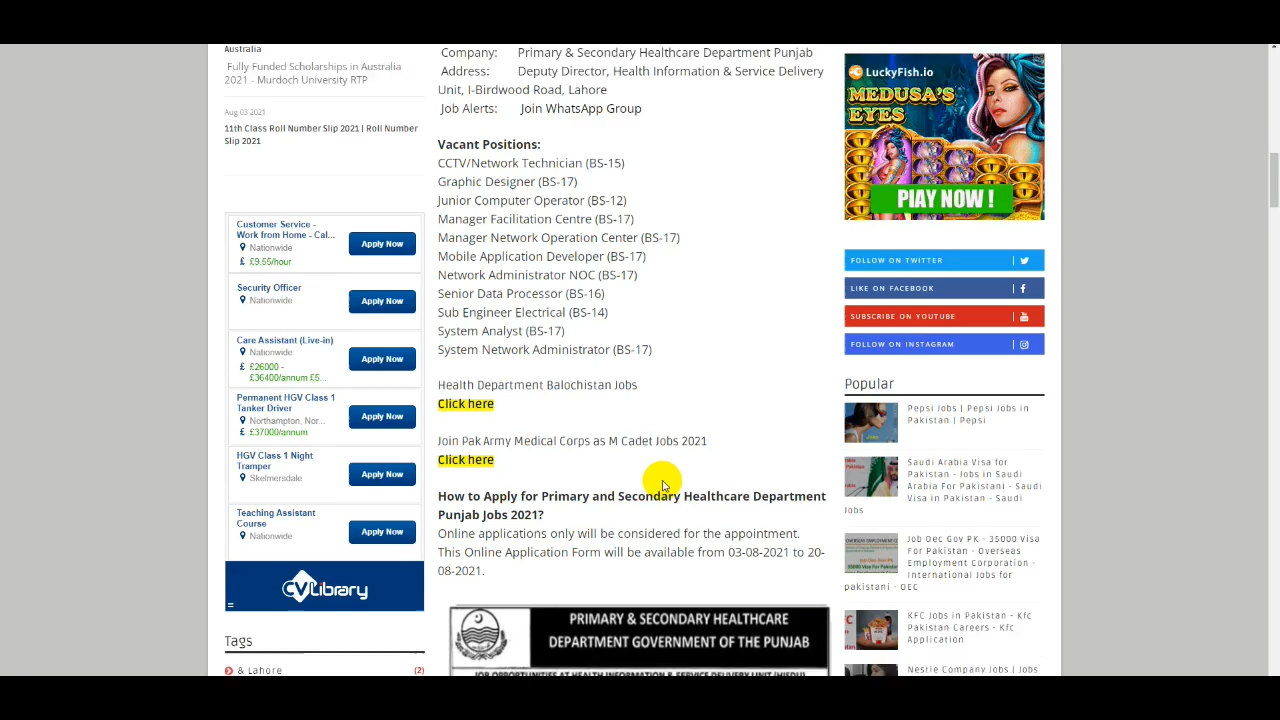 Australia
Fully Funded Scholarships in Australia
2021 - Murdoch University RTP
Aug 03 2021
11th Class Roll Number Slip 2021 | Roll Number
Slip 2021
Customer Service -
Work from Home - Cal...
Nationwide
£ £9.55/hour
Apply Now
Security Officer
Nationwide
Apply Now
Care Assistant (Live-in)
Nationwide
£ £26000 -
£36400/annum £5...
Apply Now
Permanent HGV Class 1
Tanker Driver
Northampton, Nor...
£ £37000/annum
Apply Now
HGV Class 1 Night
Tramper
Skelmersdale
Apply Now
Teaching Assistant
Course
Nationwide
Apply Now
CVLibrary
Tags
& Lahore (2)
Company: Primary & Secondary Healthcare Department Punjab
Address: Deputy Director, Health Information & Service Delivery
Unit, I-Birdwood Road, Lahore
Job Alerts: Join WhatsApp Group
Vacant Positions:
CCTV/Network Technician (BS-15)
Graphic Designer (BS-17)
Junior Computer Operator (BS-12)
Manager Facilitation Centre (BS-17)
Manager Network Operation Center (BS-17)
Mobile Application Developer (BS-17)
Network Administrator NOC (BS-17)
Senior Data Processor (BS-16)
Sub Engineer Electrical (BS-14)
System Analyst (BS-17)
System Network Administrator (BS-17)
Health Department Balochistan Jobs
Click here
Join Pak Army Medical Corps as M Cadet Jobs 2021
Click here
How to Apply for Primary and Secondary Healthcare Department
Punjab Jobs 2021?
Online applications only will be considered for the appointment.
This Online Application Form will be available from 03-08-2021 to 20-
08-2021.
PRIMARY & SECONDARY HEALTHCARE
DEPARTMENT GOVERNMENT OF THE PUNJAB
JOB OPPORTUNITIES AT HEALTH INFORMATION & SERVICE DELIVERY UNIT (HISDU)
LuckyFish.io
MEDUSA'S
EYES
PLAY NOW !
FOLLOW ON TWITTER
LIKE ON FACEBOOK
SUBSCRIBE ON YOUTUBE
FOLLOW ON INSTAGRAM
Popular
Pepsi Jobs | Pepsi Jobs in
Pakistan | Pepsi
Saudi Arabia Visa for
Pakistan - Jobs in Saudi
Arabia For Pakistani - Saudi
Visa in Pakistan - Saudi
Jobs
Job Oec Gov PK - 35000 Visa
For Pakistan - Overseas
Employment Corporation -
International Jobs for
pakistani - OEC
KFC Jobs in Pakistan - Kfc
Pakistan Careers - Kfc
Application
Nestle Company Jobs | Jobs